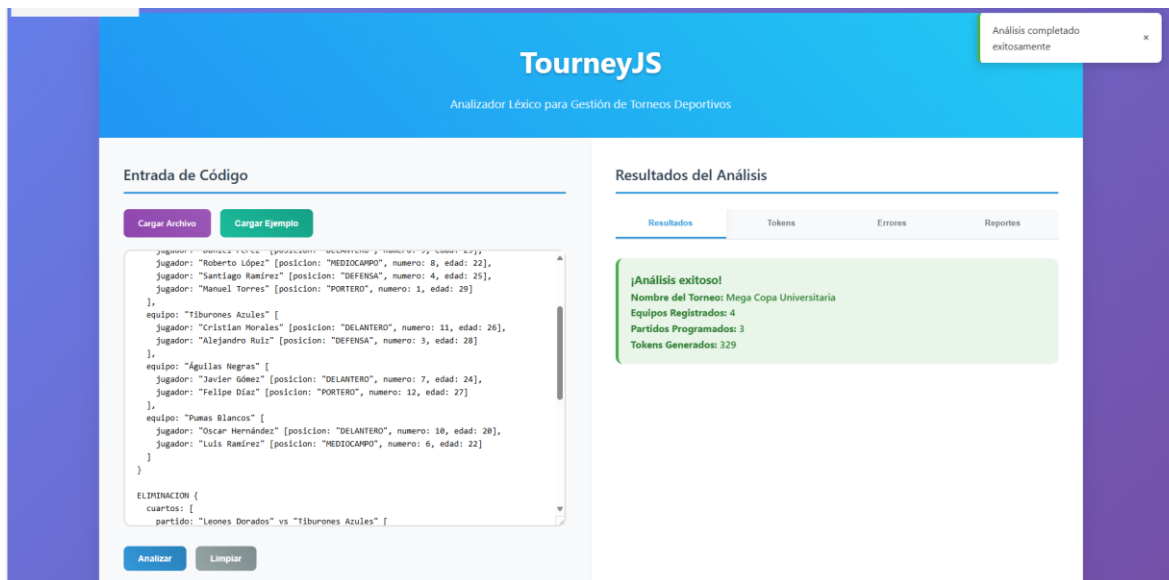 Análisis completado
exitosamente
×
TourneyJS
Analizador Léxico para Gestión de Torneos Deportivos
Entrada de Código
Cargar Archivo
Cargar Ejemplo
jugador: "Roberto López" [posicion: "MEDIOCAMPO", numero: 8, edad: 22],
jugador: "Santiago Ramírez" [posicion: "DEFENSA", numero: 4, edad: 25],
jugador: "Manuel Torres" [posicion: "PORTERO", numero: 1, edad: 29]
],
equipo: "Tiburones Azules" [
jugador: "Cristian Morales" [posicion: "DELANTERO", numero: 11, edad: 26],
jugador: "Alejandro Ruiz" [posicion: "DEFENSA", numero: 3, edad: 28]
],
equipo: "Águilas Negras" [
jugador: "Javier Gómez" [posicion: "DELANTERO", numero: 7, edad: 24],
jugador: "Felipe Díaz" [posicion: "PORTERO", numero: 12, edad: 27]
],
equipo: "Pumas Blancos" [
jugador: "Oscar Hernández" [posicion: "DELANTERO", numero: 10, edad: 20],
jugador: "Luis Ramírez" [posicion: "MEDIOCAMPO", numero: 6, edad: 22]
]
}
ELIMINACION {
cuartos: [
partido: "Leones Dorados" vs "Tiburones Azules" [
Analizar
Limpiar
Resultados del Análisis
Resultados
Tokens
Errores
Reportes
¡Análisis exitoso!
Nombre del Torneo: Mega Copa Universitaria
Equipos Registrados: 4
Partidos Programados: 3
Tokens Generados: 329